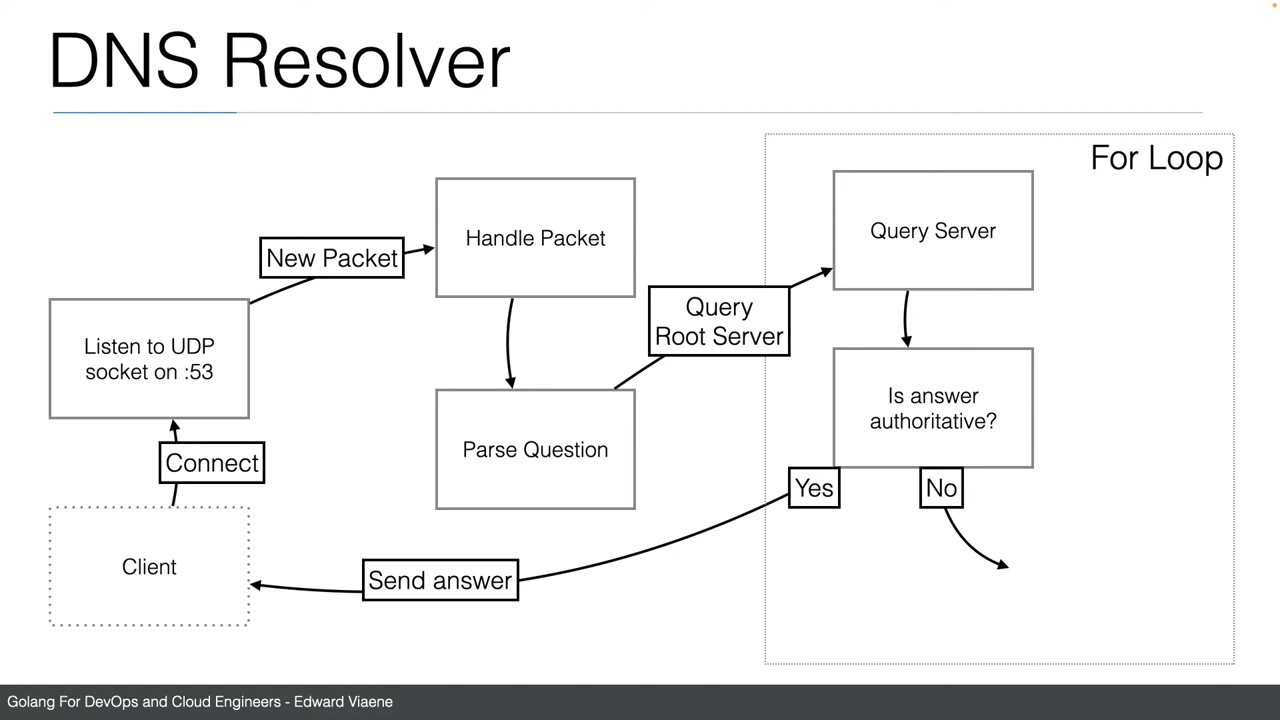 DNS Resolver
For Loop
Handle Packet
Query Server
New Packet
Query
Root Server
Listen to UDP
socket on :53
Is answer
authoritative?
Connect
Parse Question
Yes
No
Client
Send answer
Golang For DevOps and Cloud Engineers - Edward Viaene